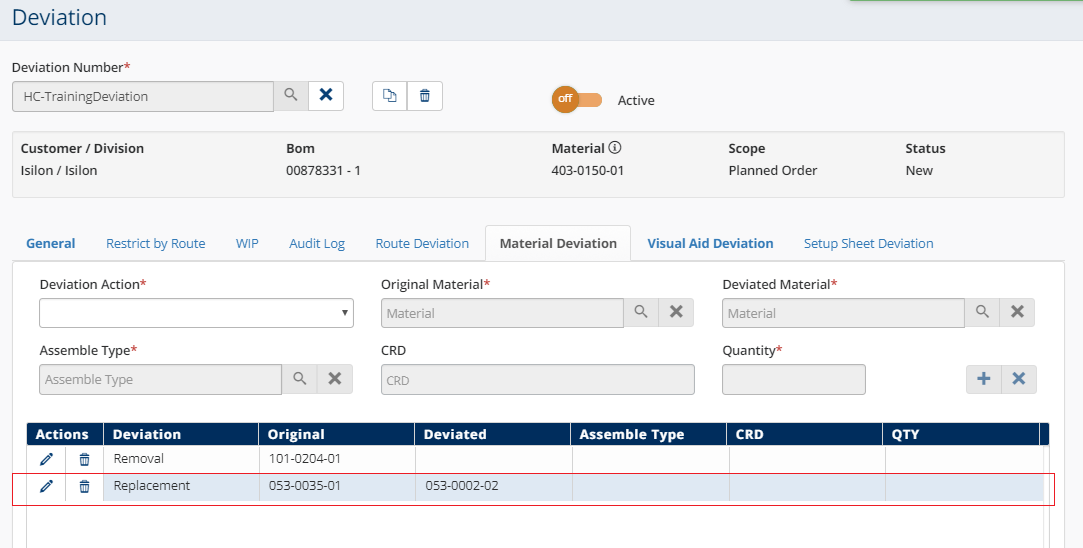 Deviation
Deviation Number*
HC-TrainingDeviation
off Active
Customer / Division Bom Material Scope Status
Isilon / Isilon 00878331 - 1 403-0150-01 Planned Order New
General Restrict by Route WIP Audit Log Route Deviation Material Deviation Visual Aid Deviation Setup Sheet Deviation
Deviation Action* Original Material* Deviated Material*
Material Material
Assemble Type* CRD Quantity*
Assemble Type CRD
Actions Deviation Original Deviated Assemble Type CRD QTY
Removal 101-0204-01
Replacement 053-0035-01 053-0002-02